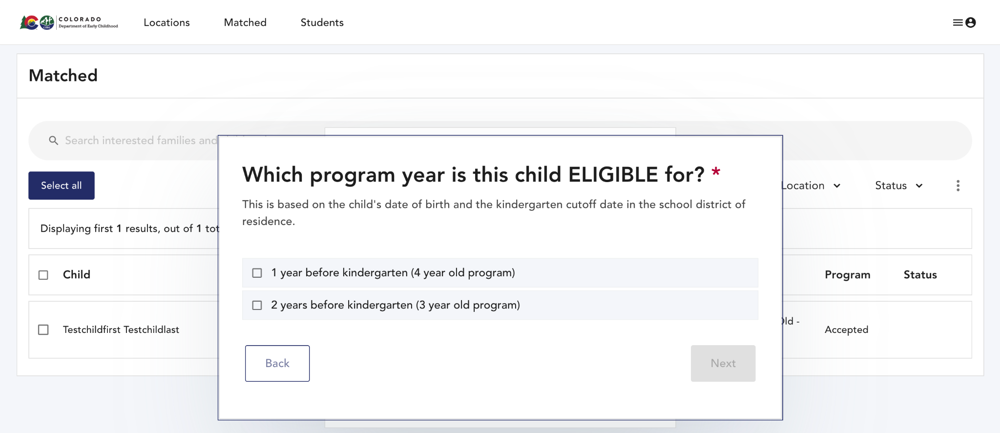 COLORADO
Department of Early Childhood
CDEC
Locations
Matched
Students
Matched
Search interested families and
Select all
Location
Status
Displaying first 1 results, out of 1
Child
Program
Status
Testchildfirst Testchildlast
Accepted
Which program year is this child ELIGIBLE for? *
This is based on the child's date of birth and the kindergarten cutoff date in the school district of
residence.
1 year before kindergarten (4 year old program)
2 years before kindergarten (3 year old program)
Back
Next